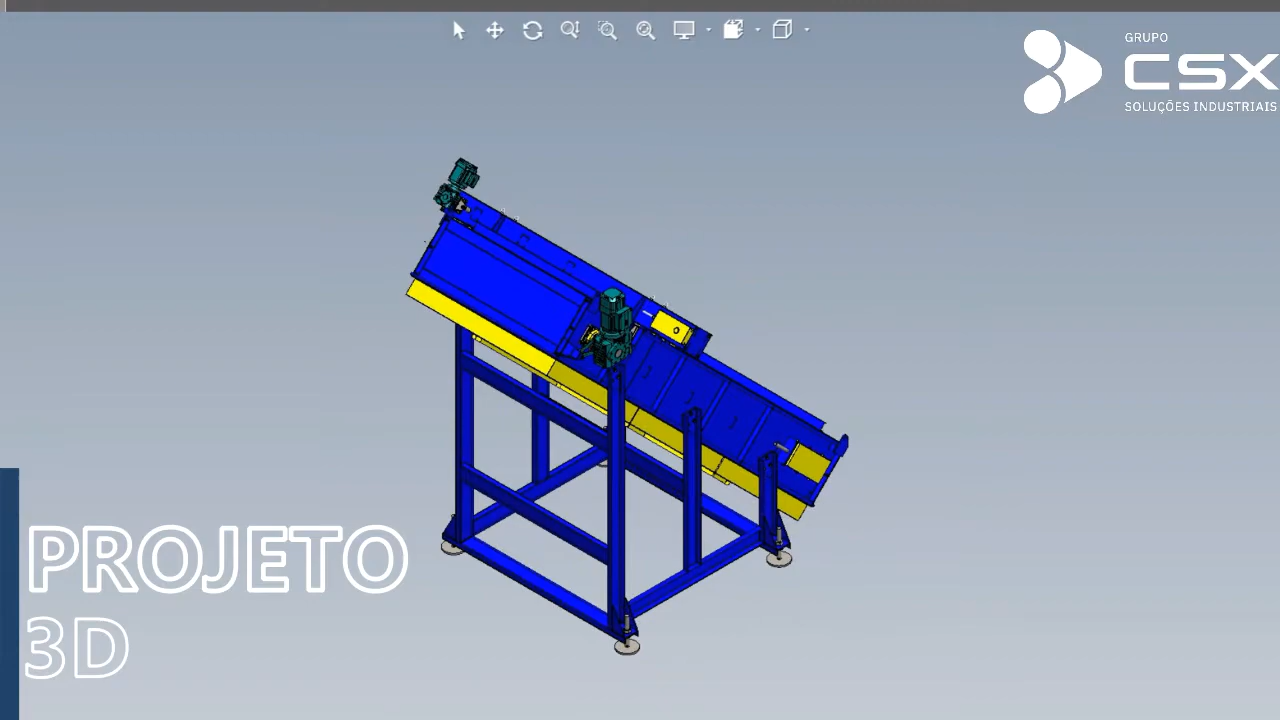 GRUPO
CSX
SOLUÇÕES INDUSTRIAIS
PROJETO
3D